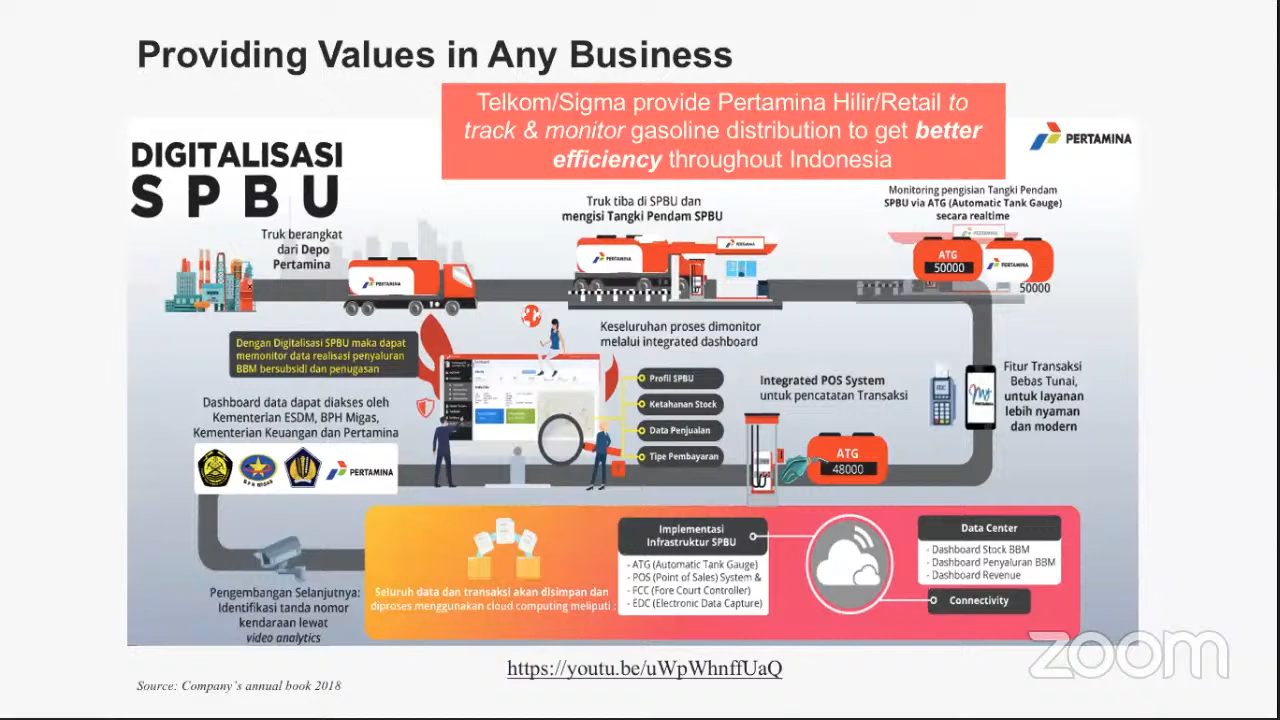 Providing Values in Any Business
Telkom/Sigma provide Pertamina Hilir/Retail to
track & monitor gasoline distribution to get better
efficiency throughout Indonesia
PERTAMINA
DIGITALISASI
SPBU
Truk berangkat
dari Depo
Pertamina
PERTAMINA
Truk tiba di SPBU dan
mengisi Tangki Pendam SPBU
PERTAMINA
PERTAMINA
Monitoring pengisian Tangki Pendam
SPBU via ATG (Automatic Tank Gauge)
secara realtime
PERTAMINA
ATG
50000
PERTAMINA
50000
Dengan Digitalisasi SPBU maka dapat
memonitor data realisasi penyaluran
BBM bersubsidi dan penugasan
Keseluruhan proses dimonitor
melalui integrated dashboard
Profil SPBU
Ketahanan Stock
Data Penjualan
Tipe Pembayaran
Integrated POS System
untuk pencatatan Transaksi
ATG
48000
EDC
My
PERTAMINA
Fitur Transaksi
Bebas Tunai,
untuk layanan
lebih nyaman
dan modern
Dashboard data dapat diakses oleh
Kementerian ESDM, BPH Migas,
Kementerian Keuangan dan Pertamina
BPH MIGAS
PERTAMINA
Pengembangan Selanjutnya:
Identifikasi tanda nomor
kendaraan lewat
video analytics
Seluruh data dan transaksi akan disimpan dan
diproses menggunakan cloud computing meliputi :
Implementasi
Infrastruktur SPBU
- ATG (Automatic Tank Gauge)
- POS (Point of Sales) System &
- FCC (Fore Court Controller)
- EDC (Electronic Data Capture)
Data Center
- Dashboard Stock BBM
- Dashboard Penyaluran BBM
- Dashboard Revenue
Connectivity
https://youtu.be/uWpWhnffUaQ
Source: Company's annual book 2018
zoom